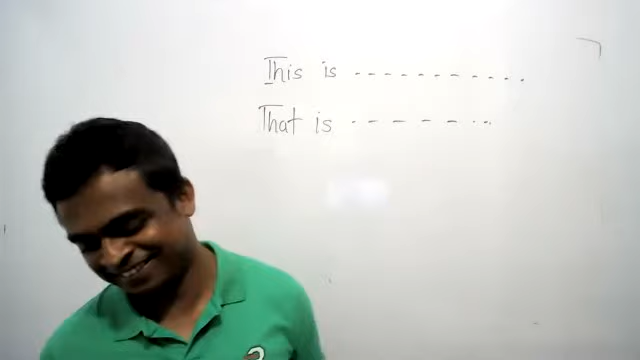 This is - - - - - - - - - - -
That is - - - - - - - -